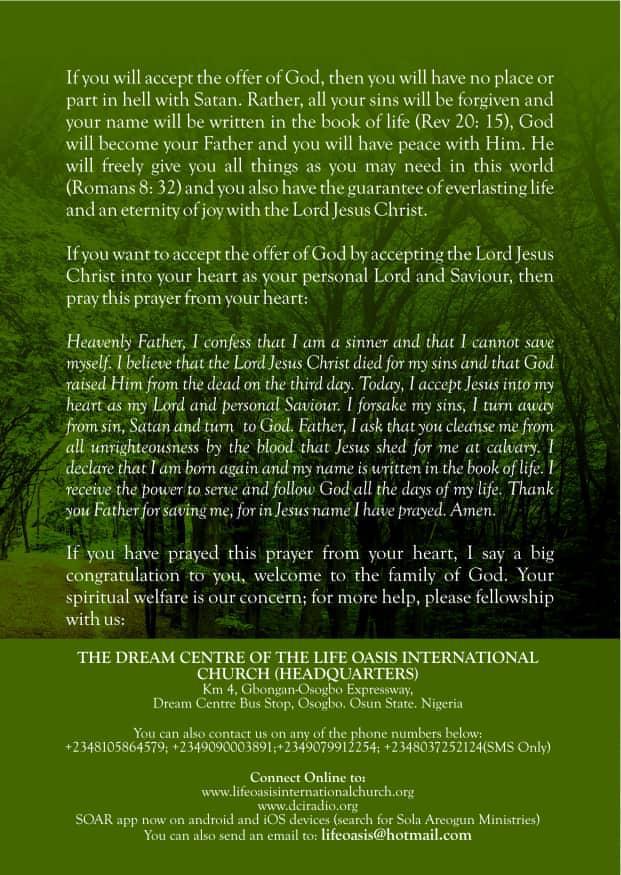 If you will accept the offer of God, then you will have no place or
part in hell with Satan. Rather, all your sins will be forgiven and
your name will be written in the book of life (Rev 20: 15), God
will become your Father and you will have peace with Him. He
will freely give you all things as you may need in this world
(Romans 8: 32) and you also have the guarantee of everlasting life
and an eternity of joy with the Lord Jesus Christ.
If you want to accept the offer of God by accepting the Lord Jesus
Christ into your heart as your personal Lord and Saviour, then
pray this prayer from your heart:
Heavenly Father, I confess that I am a sinner and that I cannot save
myself. I believe that the Lord Jesus Christ died for my sins and that God
raised Him from the dead on the third day. Today, I accept Jesus into my
heart as my Lord and personal Saviour. I forsake my sins, I turn away
from sin, Satan and turn to God. Father, I ask that you cleanse me from
all unrighteousness by the blood that Jesus shed for me at calvary. I
declare that I am born again and my name is written in the book of life. I
receive the power to serve and follow God all the days of my life. Thank
you Father for saving me, for in Jesus name I have prayed. Amen.
If you have prayed this prayer from your heart, I say a big
congratulation to you, welcome to the family of God. Your
spiritual welfare is our concern; for more help, please fellowship
with us:
THE DREAM CENTRE OF THE LIFE OASIS INTERNATIONAL
CHURCH (HEADQUARTERS)
Km 4, Gbongan-Osogbo Expressway,
Dream Centre Bus Stop, Osogbo. Osun State. Nigeria
You can also contact us on any of the phone numbers below:
+2348105864579; +2349090003891;+2349079912254; +2348037252124(SMS Only)
Connect Online to:
www.lifeoasisinternationalchurch.org
www.dciradio.org
SOAR app now on android and iOS devices (search for Sola Areogun Ministries)
You can also send an email to: lifeoasis@hotmail.com